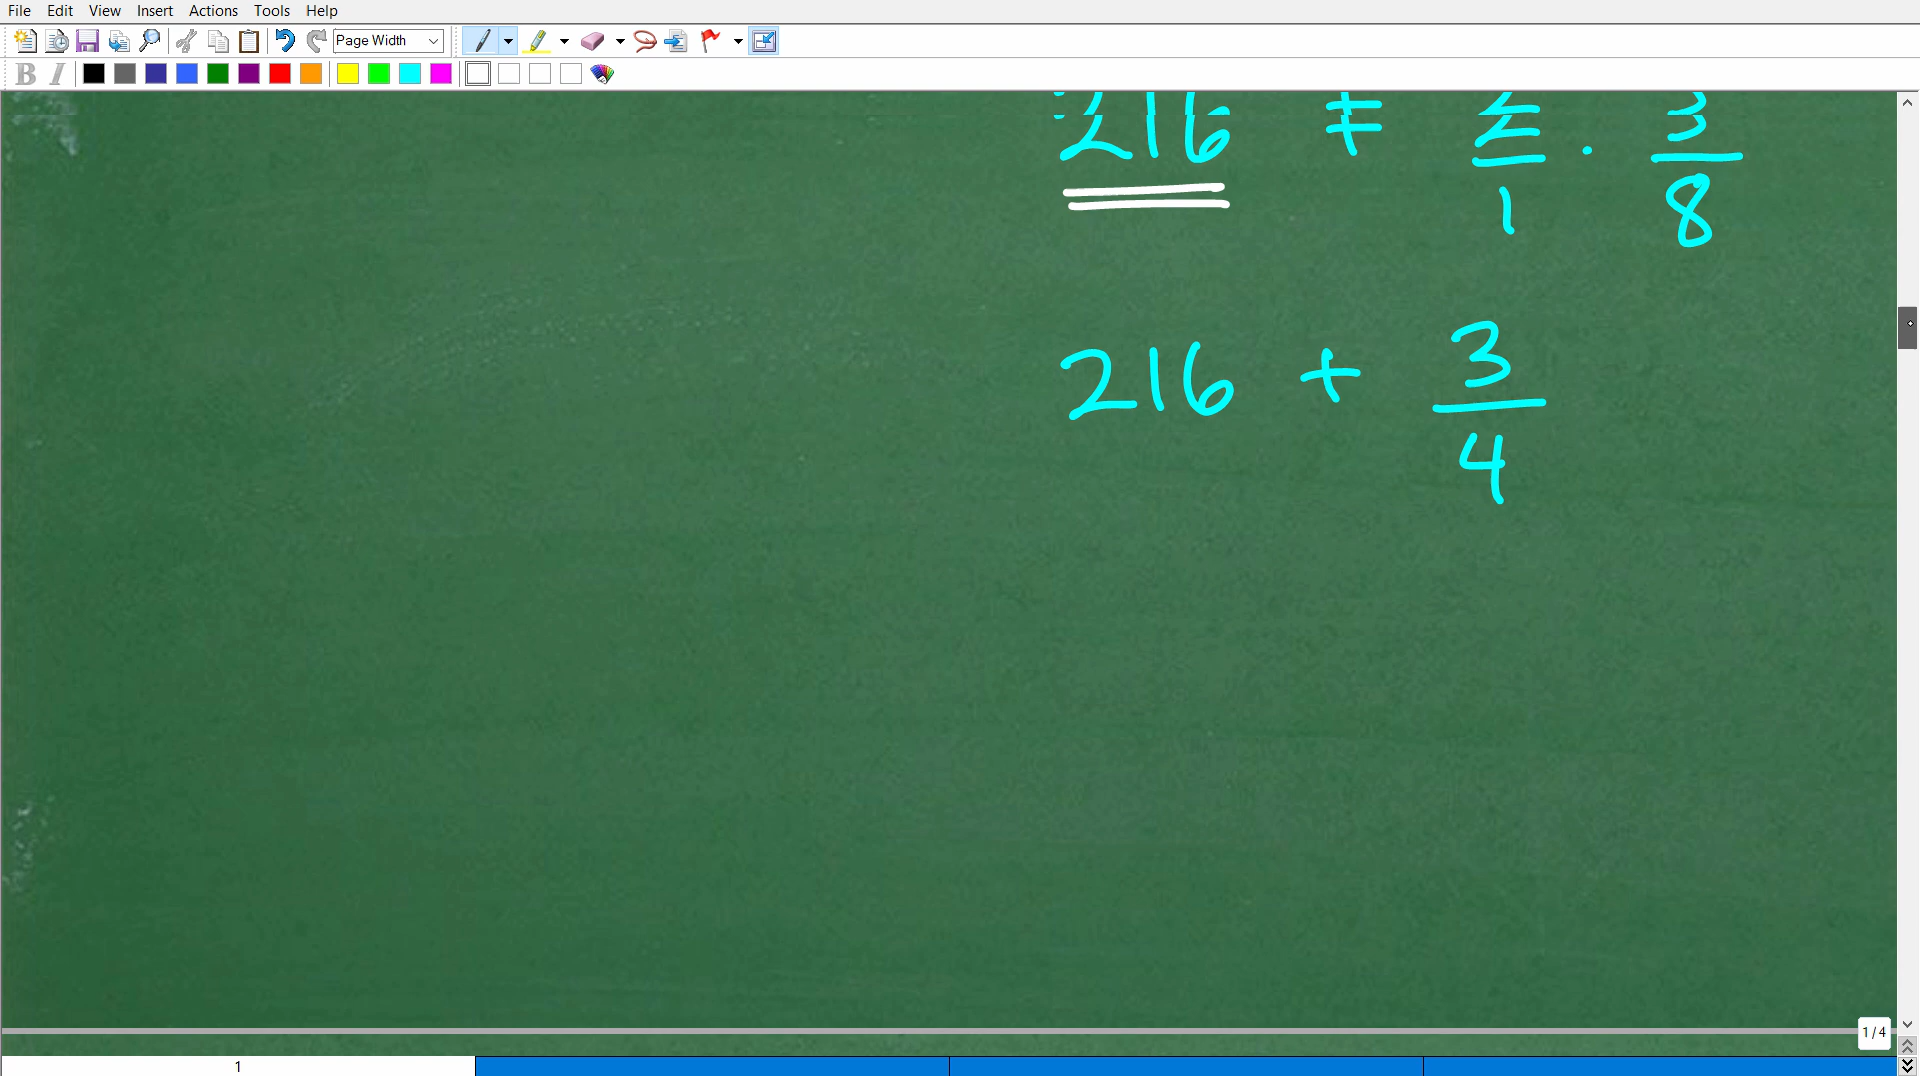 File Edit View Insert Actions Tools Help
Page Width
B I
216 + 2/1 · 3/8
216 + 3/4
1 / 4
1